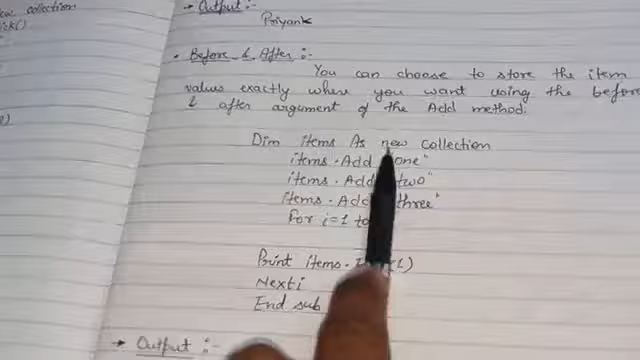 collection
→ Output :-
Priyank
• Before & After :-
You can choose to store the item
values exactly where you want using the before
& after argument of the Add method.
Dim items As new collection
items.Add one"
items.Add two"
items.Add three"
For i=1 to
Print items.
Next i
End sub
→ Output :-